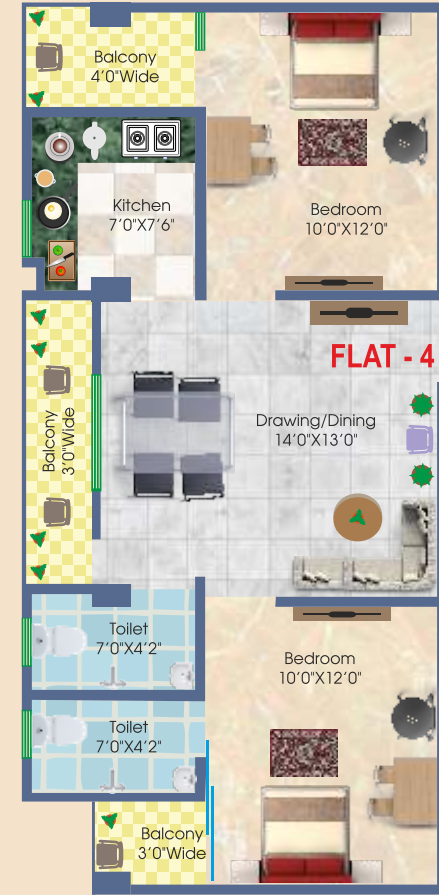 Balcony
4'0"Wide
Kitchen
7'0"X7'6"
Bedroom
10'0"X12'0"
FLAT - 4
Balcony
3'0"Wide
Drawing/Dining
14'0"X13'0"
Toilet
7'0"X4'2"
Bedroom
10'0"X12'0"
Toilet
7'0"X4'2"
Balcony
3'0"Wide